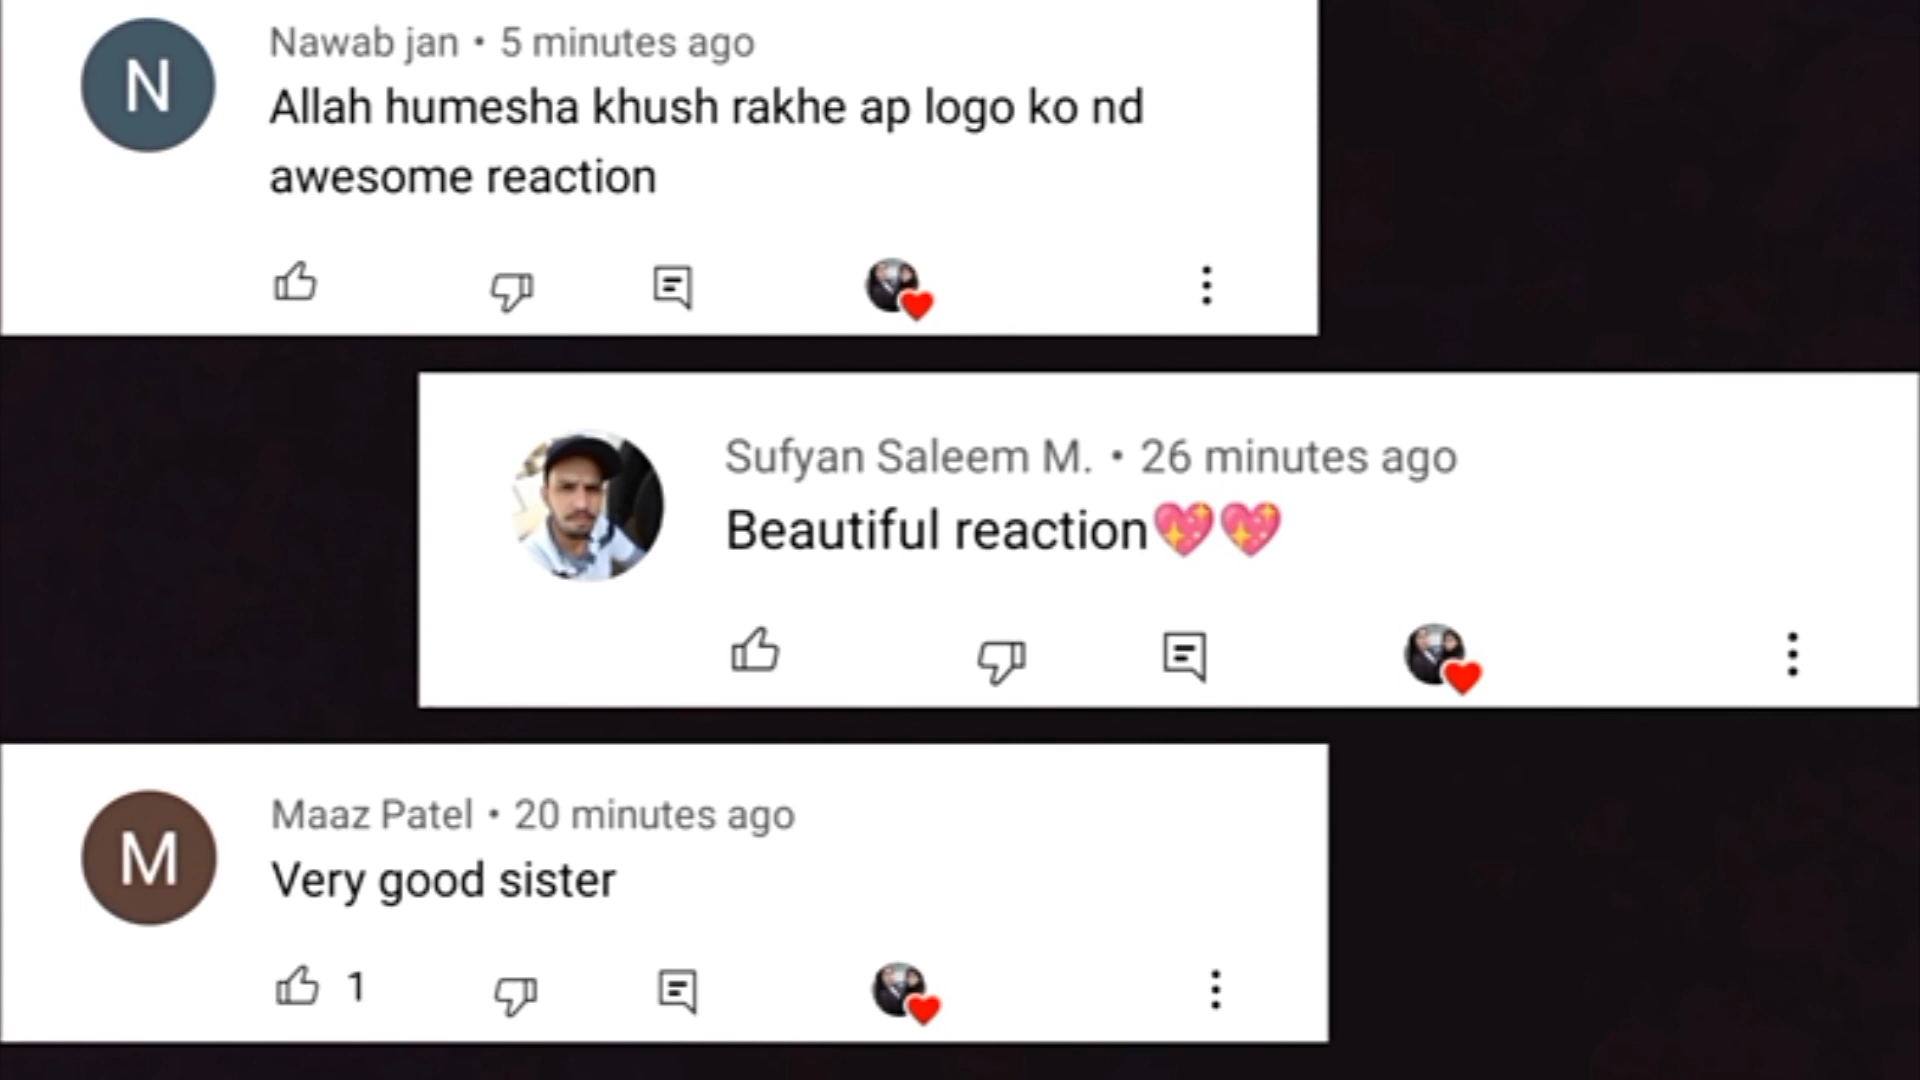 N
Nawab jan • 5 minutes ago
Allah humesha khush rakhe ap logo ko nd
awesome reaction
Sufyan Saleem M. • 26 minutes ago
Beautiful reaction💖💖
M
Maaz Patel • 20 minutes ago
Very good sister
1